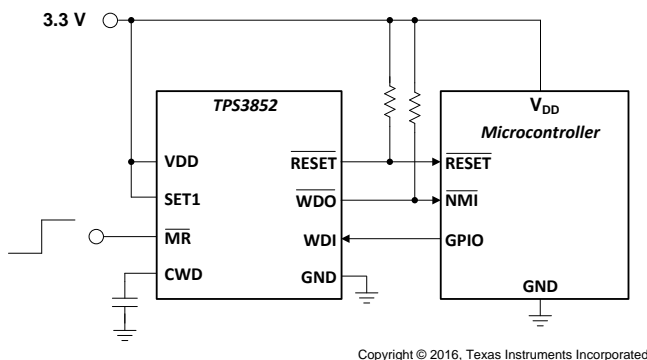 3.3 V
TPS3852
VDD
SET1
MR
CWD
RESET
WDO
WDI
GND
VDD
Microcontroller
RESET
NMI
GPIO
GND
Copyright © 2016, Texas Instruments Incorporated